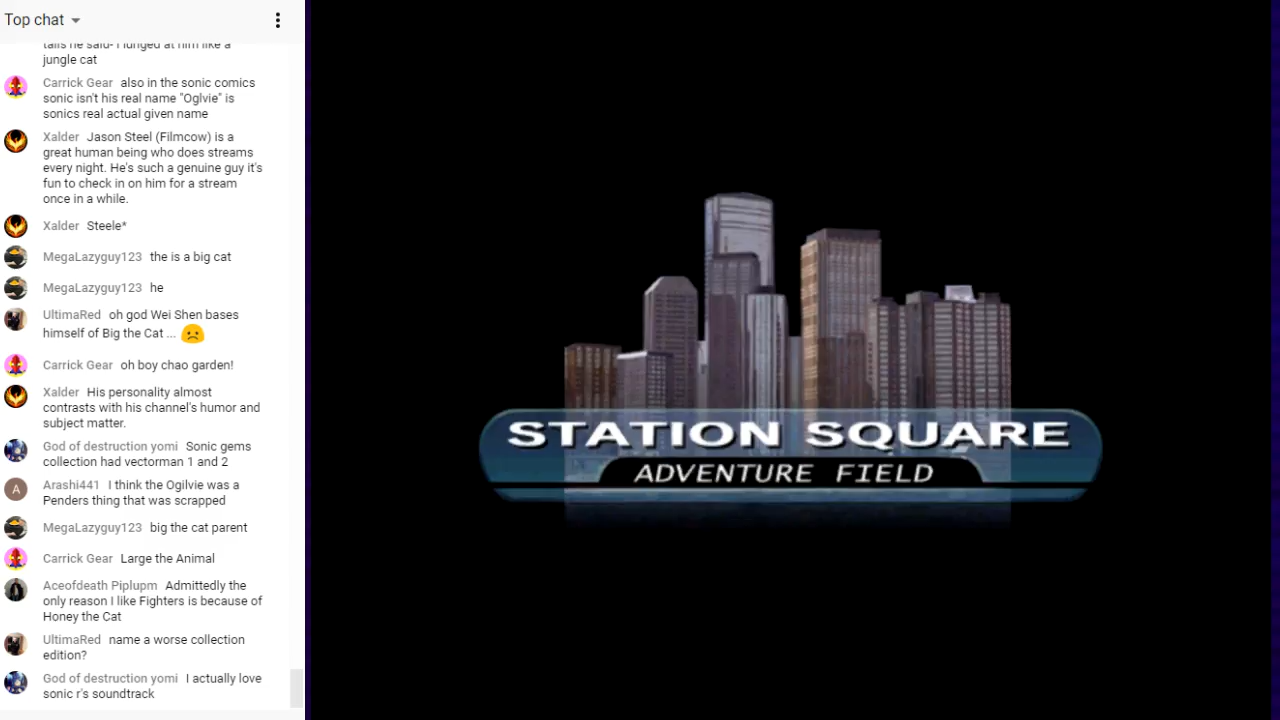 Top chat
tails he said- I lunged at him like a
jungle cat
Carrick Gear also in the sonic comics
sonic isn't his real name "Oglvie" is
sonics real actual given name
Xalder Jason Steel (Filmcow) is a
great human being who does streams
every night. He's such a genuine guy it's
fun to check in on him for a stream
once in a while.
Xalder Steele*
MegaLazyguy123 the is a big cat
MegaLazyguy123 he
UltimaRed oh god Wei Shen bases
himself of Big the Cat ...
Carrick Gear oh boy chao garden!
Xalder His personality almost
contrasts with his channel's humor and
subject matter.
God of destruction yomi Sonic gems
collection had vectorman 1 and 2
A
Arashi441 I think the Ogilvie was a
Penders thing that was scrapped
MegaLazyguy123 big the cat parent
Carrick Gear Large the Animal
Aceofdeath Piplupm Admittedly the
only reason I like Fighters is because of
Honey the Cat
UltimaRed name a worse collection
edition?
God of destruction yomi I actually love
sonic r's soundtrack
STATION SQUARE
ADVENTURE FIELD